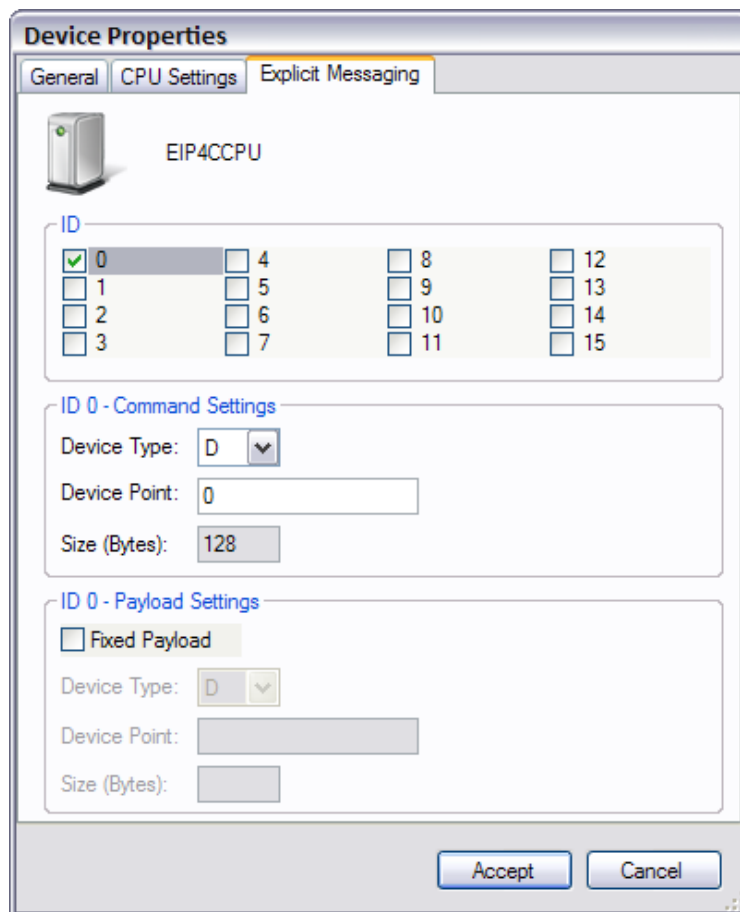 Device Properties
General CPU Settings Explicit Messaging
EIP4CCPU
ID
0 4 8 12
1 5 9 13
2 6 10 14
3 7 11 15
ID 0 - Command Settings
Device Type: D
Device Point: 0
Size (Bytes): 128
ID 0 - Payload Settings
Fixed Payload
Device Type: D
Device Point:
Size (Bytes):
Accept Cancel